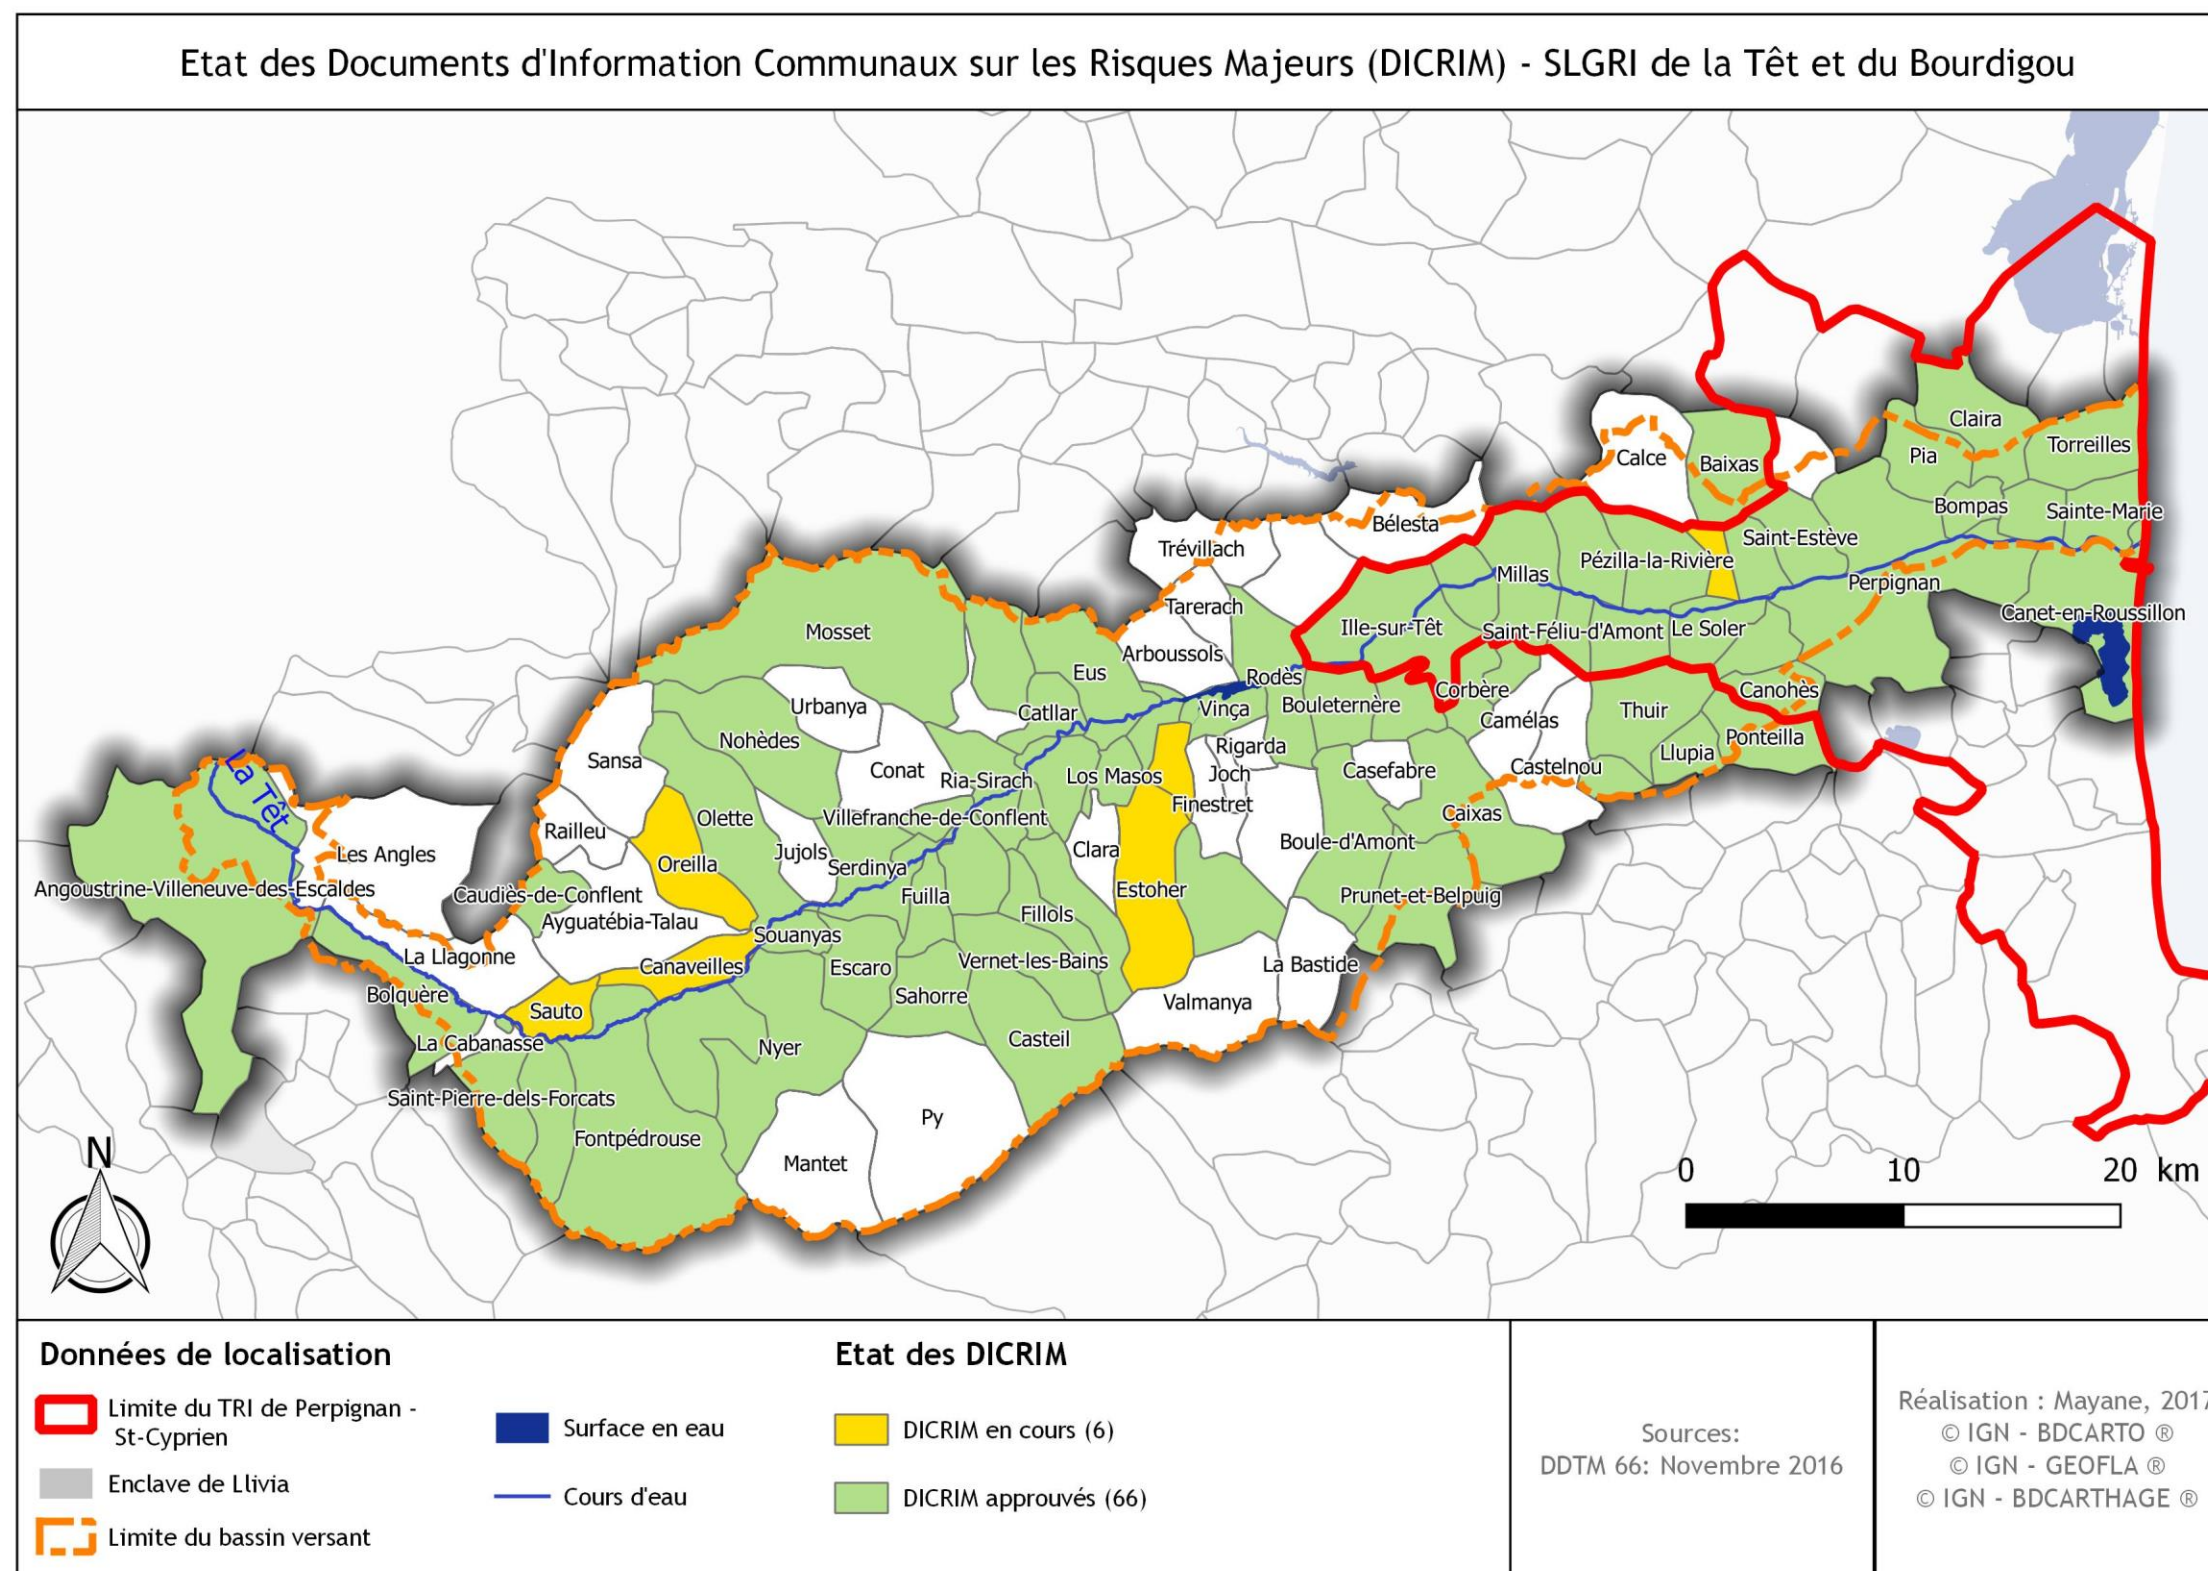 Etat des Documents d'Information Communaux sur les Risques Majeurs (DICRIM) - SLGRI de la Têt et du Bourdigou
Claira
Torreilles
Pia
Calce
Baixas
Bompas
Sainte-Marie
Bélesta
Saint-Estève
Trévillach
Pézilla-la-Rivière
Millas
Perpignan
Tarerach
Canet-en-Roussillon
Mosset
Ille-sur-Têt
Saint-Féliu-d'Amont
Le Soler
Arboussols
Eus
Rodès
Corbère
Canohès
Urbanya
Catllar
Vinça
Bouleternère
Camélas
Thuir
Nohèdes
Rigarda
Llupia
Ponteilla
Sansa
Conat
Ria-Sirach
Los Masos
Joch
Casefabre
Castelnou
La Têt
Olette
Villefranche-de-Conflent
Finestret
Caixas
Railleu
Les Angles
Oreilla
Jujols
Serdinya
Clara
Boule-d'Amont
Angoustrine-Villeneuve-des-Escaldes
Caudiès-de-Conflent
Fuilla
Estoher
Prunet-et-Belpuig
Ayguatébia-Talau
Fillols
Souanyas
La Llagonne
Canaveilles
Escaro
Vernet-les-Bains
La Bastide
Bolquère
Sauto
Sahorre
Valmanya
La Cabanasse
Nyer
Casteil
Saint-Pierre-dels-Forcats
Fontpédrouse
Py
Mantet
N
0 10 20 km
Données de localisation
Limite du TRI de Perpignan -
St-Cyprien
Enclave de Llivia
Limite du bassin versant
Surface en eau
Cours d'eau
Etat des DICRIM
DICRIM en cours (6)
DICRIM approuvés (66)
Sources:
DDTM 66: Novembre 2016
Réalisation : Mayane, 2017
© IGN - BDCARTO ®
© IGN - GEOFLA ®
© IGN - BDCARTHAGE ®